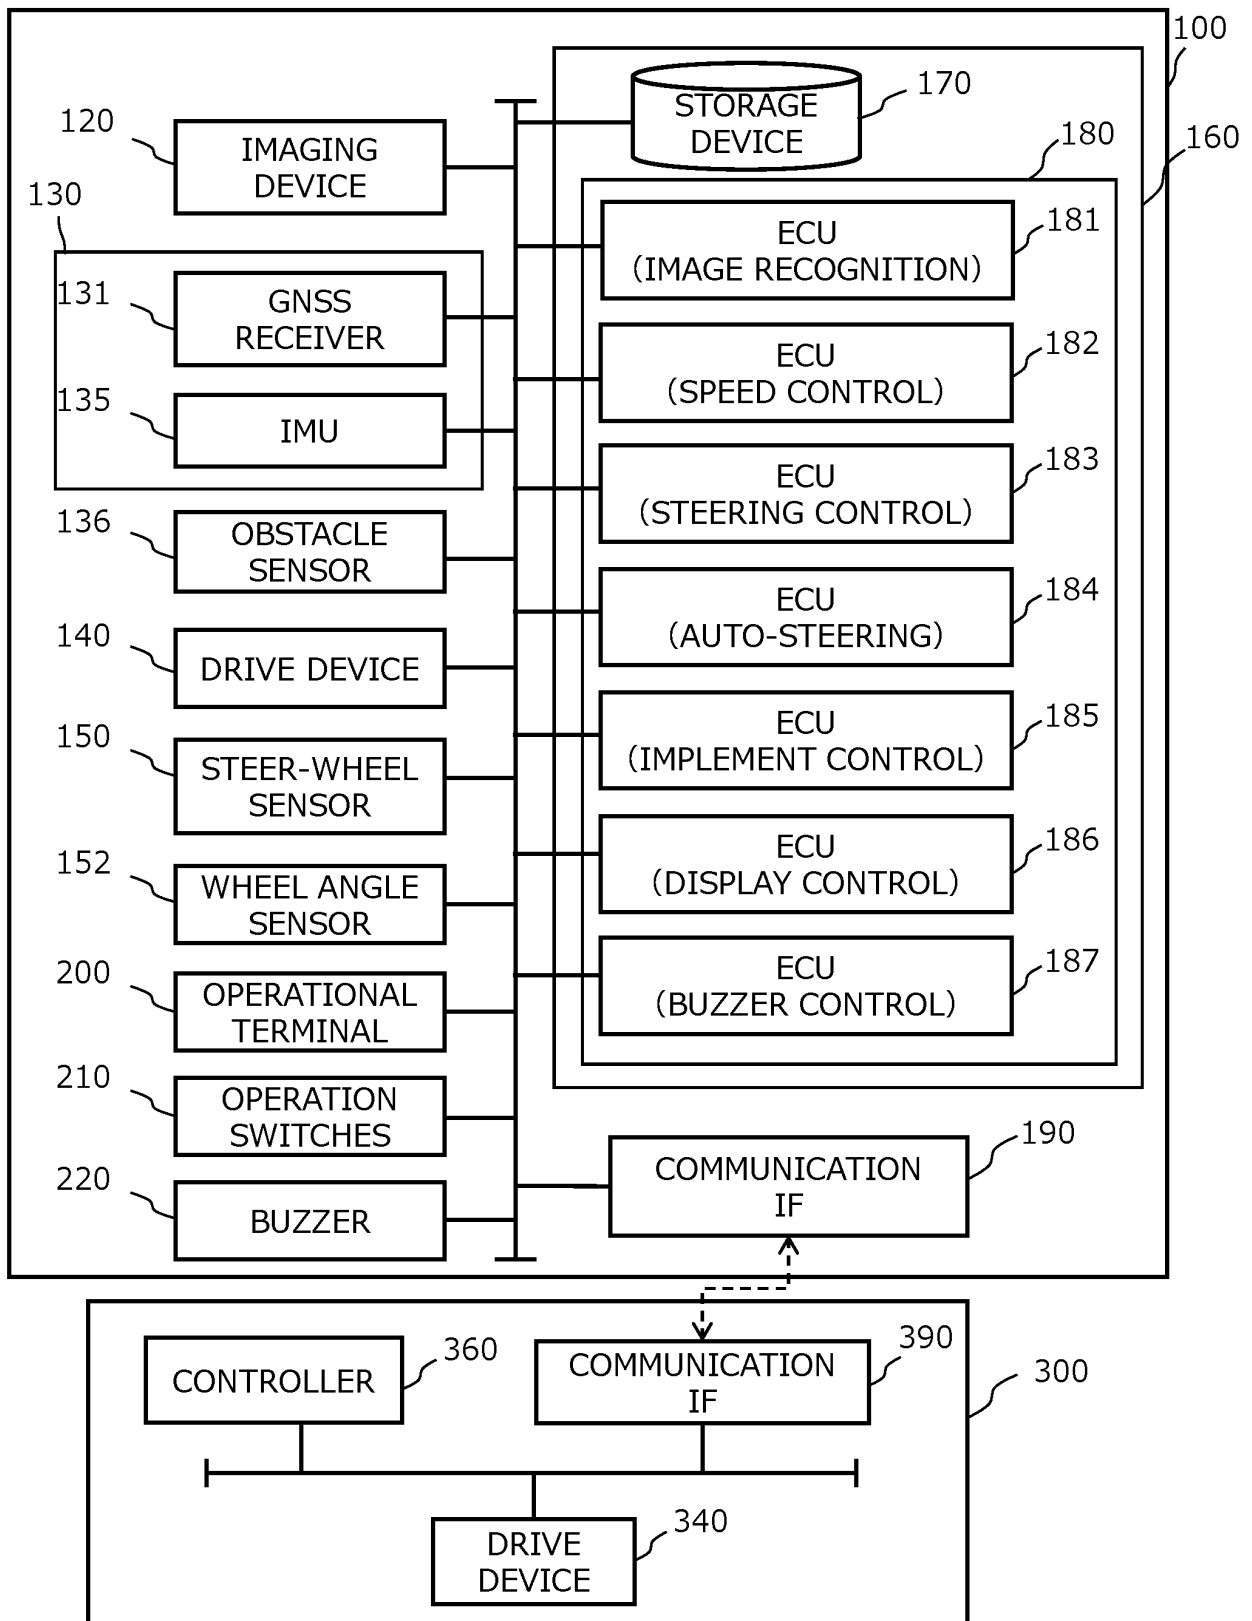 100
STORAGE
DEVICE
170
160
120
IMAGING
DEVICE
180
130
ECU
(IMAGE RECOGNITION)
181
131
GNSS
RECEIVER
ECU
(SPEED CONTROL)
182
135
IMU
ECU
(STEERING CONTROL)
183
136
OBSTACLE
SENSOR
ECU
(AUTO-STEERING)
184
140
DRIVE DEVICE
ECU
(IMPLEMENT CONTROL)
185
150
STEER-WHEEL
SENSOR
ECU
(DISPLAY CONTROL)
186
152
WHEEL ANGLE
SENSOR
ECU
(BUZZER CONTROL)
187
200
OPERATIONAL
TERMINAL
210
OPERATION
SWITCHES
COMMUNICATION
IF
190
220
BUZZER
CONTROLLER
360
COMMUNICATION
IF
390
300
DRIVE
DEVICE
340